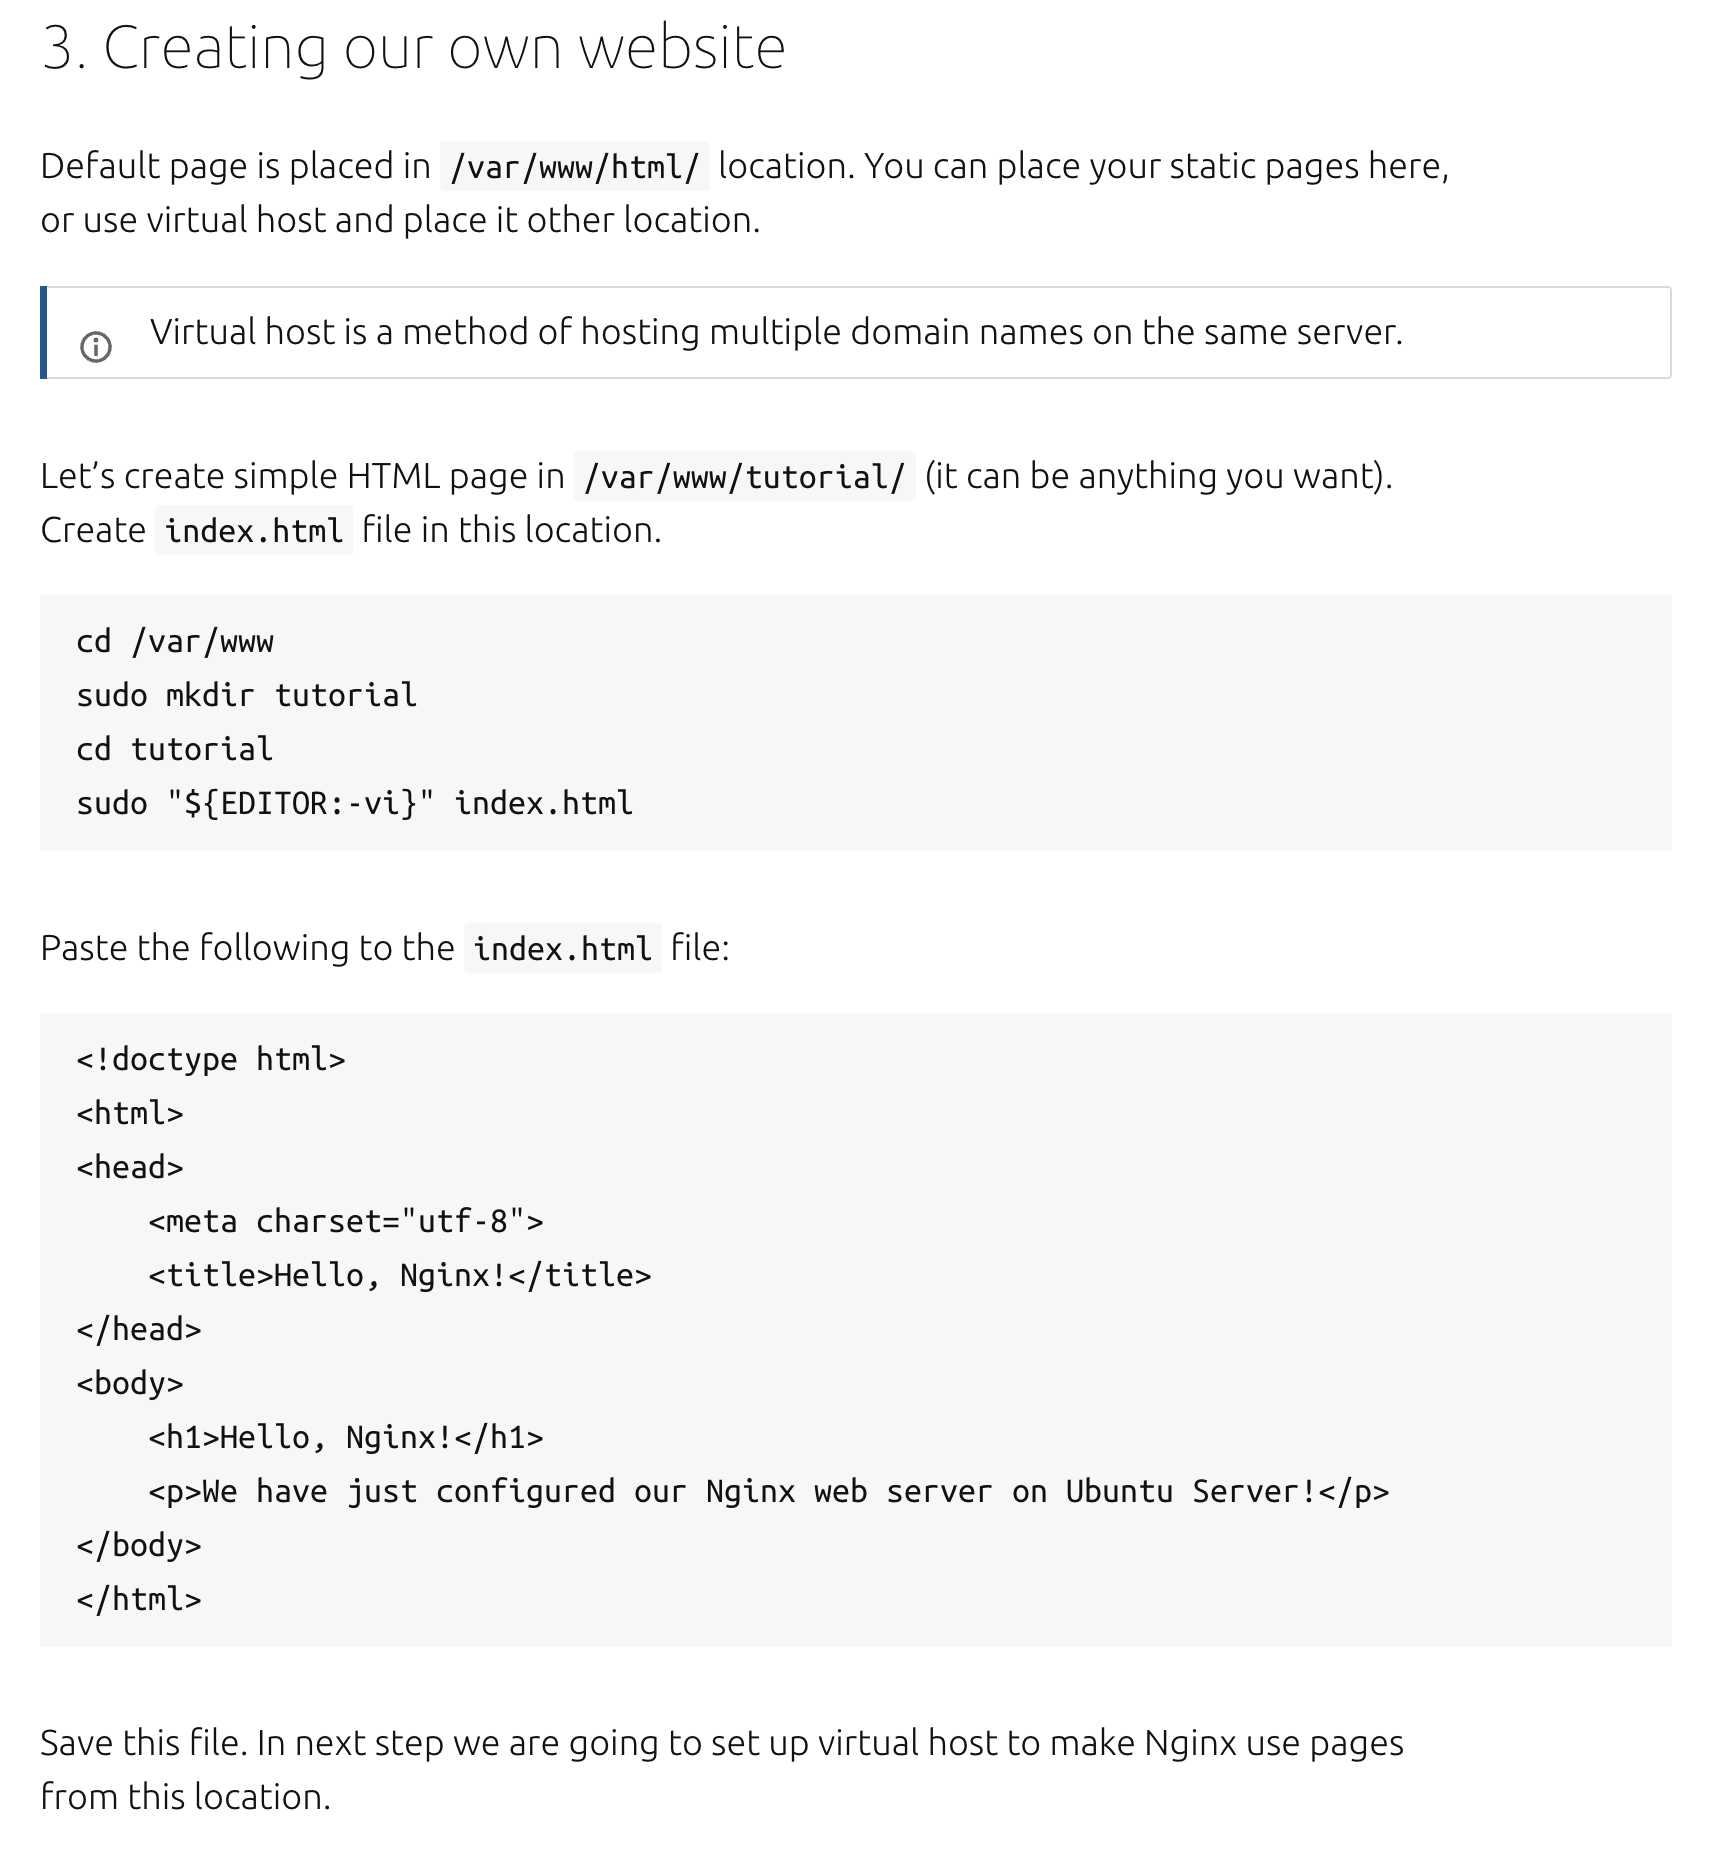 3. Creating our own website
Default page is placed in /var/www/html/ location. You can place your static pages here,
or use virtual host and place it other location.
Virtual host is a method of hosting multiple domain names on the same server.
Let’s create simple HTML page in /var/www/tutorial/ (it can be anything you want).
Create index.html file in this location.
cd /var/www
sudo mkdir tutorial
cd tutorial
sudo "${EDITOR:-vi}" index.html
Paste the following to the index.html file:
<!doctype html>
<html>
<head>
    <meta charset="utf-8">
    <title>Hello, Nginx!</title>
</head>
<body>
    <h1>Hello, Nginx!</h1>
    <p>We have just configured our Nginx web server on Ubuntu Server!</p>
</body>
</html>
Save this file. In next step we are going to set up virtual host to make Nginx use pages
from this location.